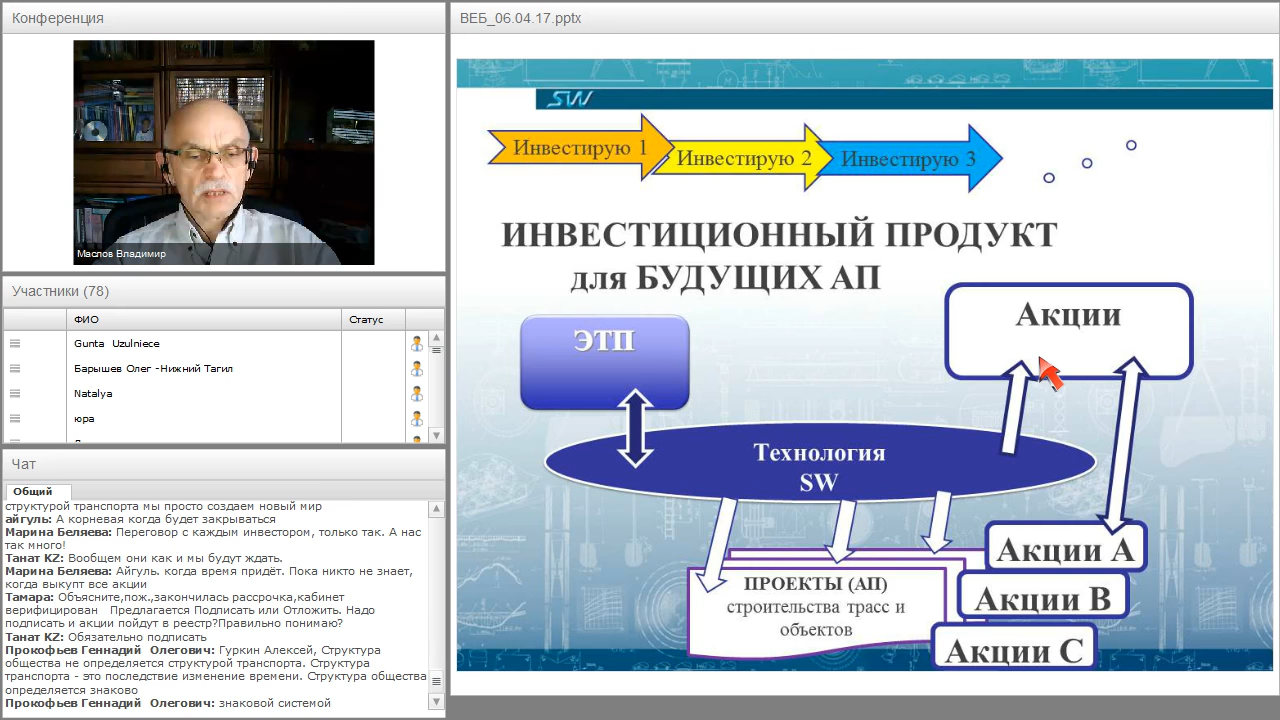 Конференция
Маслов Владимир
Участники (78)
ФИО
Статус
Gunta Uzulniece
Барышев Олег -Нижний Тагил
Natalya
юра
Чат
Общий
структурой транспорта мы просто создаем новый мир
айгуль: А корневая когда будет закрываться
Марина Беляева: Переговор с каждым инвестором, только так. А нас
так много!
Танат KZ: Вообщем они как и мы будут ждать.
Марина Беляева: Айгуль. когда время придёт. Пока никто не знает,
когда выкупт все акции
Тамара: Объясните,пож.,закончилась рассрочка,кабинет
верифицирован Предлагается Подписать или Отложить. Надо
подписать и акции пойдут в реестр?Правильно понимаю?
Танат KZ: Обязательно подписать
Прокофьев Геннадий Олегович: Гуркин Алексей, Структура
общества не определяется структурой транспорта. Структура
транспорта - это последствие изменение времени. Структура общества
определяется знаково
Прокофьев Геннадий Олегович: знаковой системой
ВЕБ_06.04.17.pptx
SW
Инвестирую 1
Инвестирую 2
Инвестирую 3
ИНВЕСТИЦИОННЫЙ ПРОДУКТ
для БУДУЩИХ АП
ЭТП
Акции
Технология
SW
Акции А
Акции В
Акции С
ПРОЕКТЫ (АП)
строительства трасс и
объектов